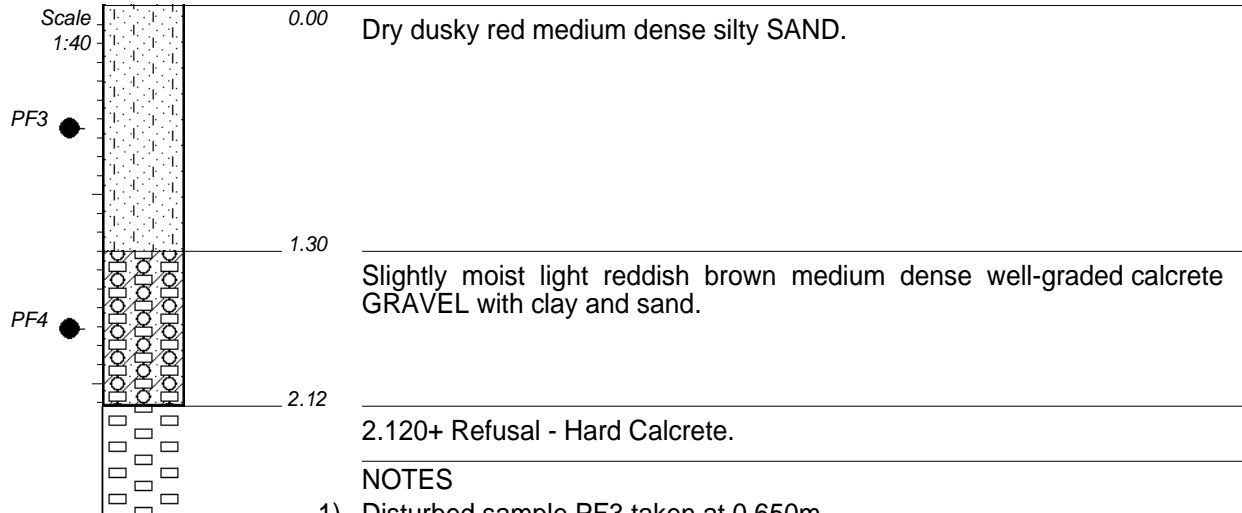 Scale
1:40
0.00
Dry dusky red medium dense silty SAND.
PF3
1.30
Slightly moist light reddish brown medium dense well-graded calcrete
GRAVEL with clay and sand.
PF4
2.12
2.120+ Refusal - Hard Calcrete.
NOTES
1) Disturbed sample PF3 taken at 0.650m